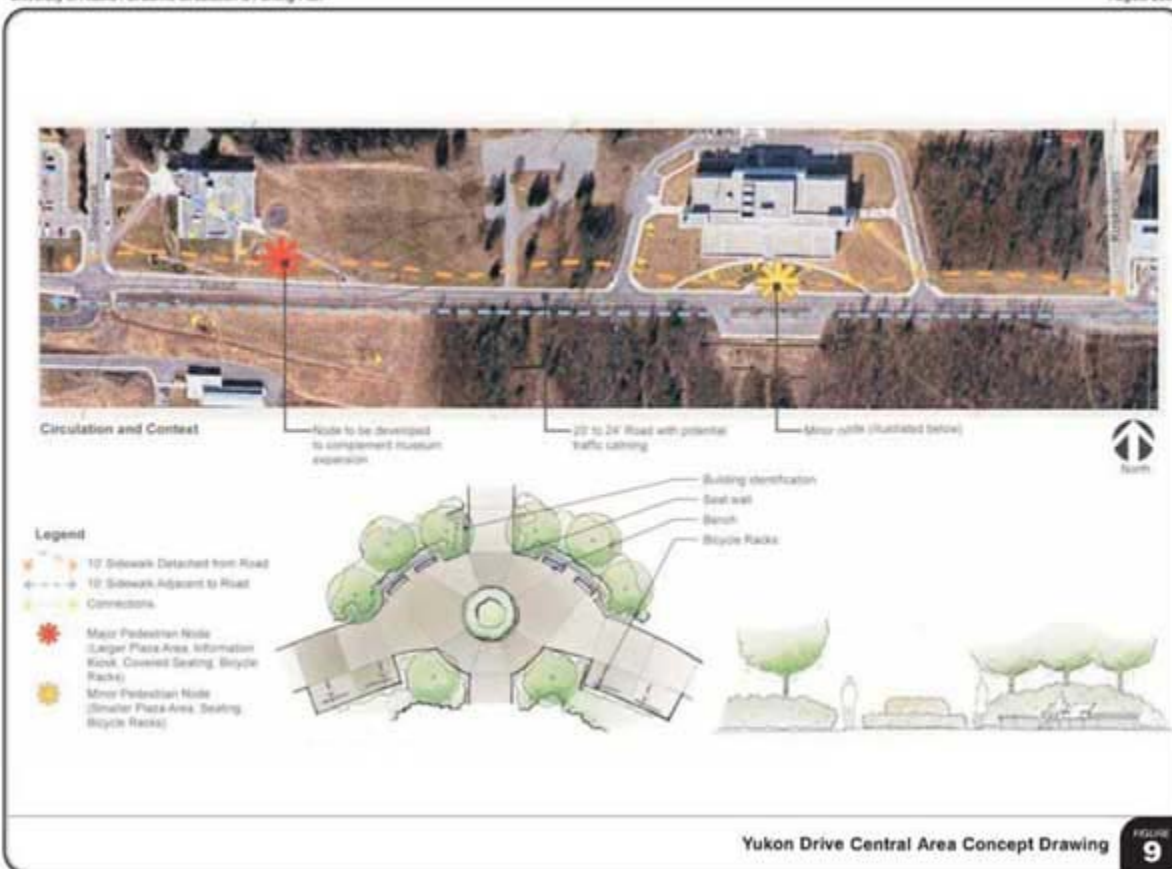 Circulation and Context
Node to be developed
to complement museum
expansion
20' to 24' Road with potential
traffic calming
Minor node (illustrated below)
North
Building identification
Seat wall
Bench
Bicycle Racks
Legend
10' Sidewalk Detached from Road
10' Sidewalk Adjacent to Road
Connections
Major Pedestrian Node
(Larger Plaza Area, Information
Kiosk, Covered Seating, Bicycle
Racks)
Minor Pedestrian Node
(Smaller Plaza Area, Seating,
Bicycle Racks)
Yukon Drive Central Area Concept Drawing
FIGURE
9